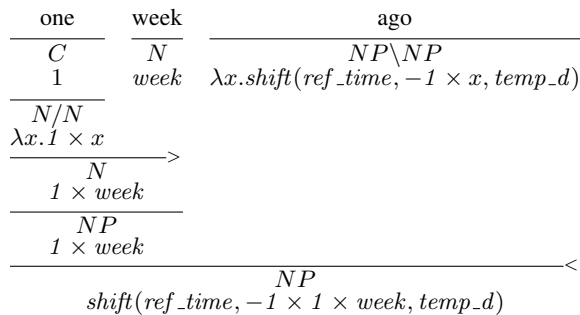 one week ago
C N NP\NP
1 week λx.shift(ref_time, −1 × x, temp_d)
N/N
λx.1 × x
>
N
1 × week
NP
1 × week
<
NP
shift(ref_time, −1 × 1 × week, temp_d)